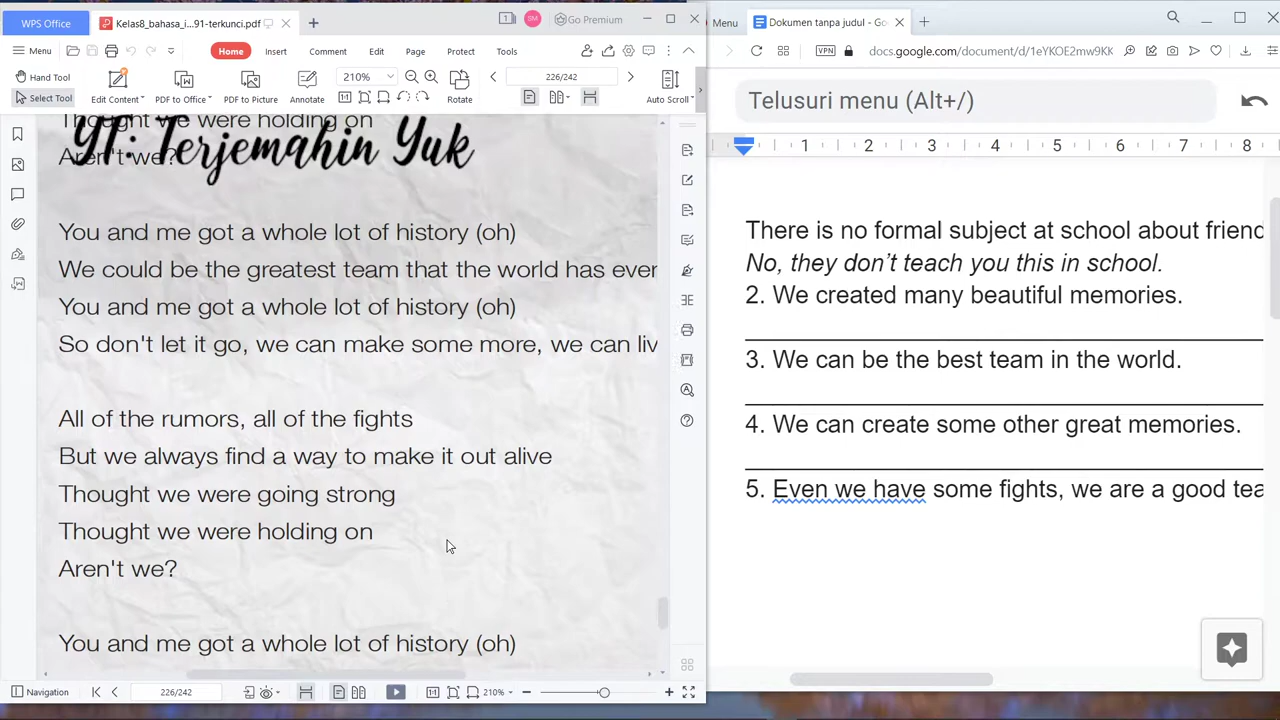 WPS Office
Kelas8_bahasa_i...91-terkunci.pdf
Go Premium
Menu
Home
Insert
Comment
Edit
Page
Protect
Tools
Hand Tool
Select Tool
Edit Content
PDF to Office
PDF to Picture
Annotate
210%
Rotate
226/242
Auto Scroll
Thought we were holding on
Aren't we?
YT: Terjemahin Yuk
You and me got a whole lot of history (oh)
We could be the greatest team that the world has ever
You and me got a whole lot of history (oh)
So don't let it go, we can make some more, we can liv
All of the rumors, all of the fights
But we always find a way to make it out alive
Thought we were going strong
Thought we were holding on
Aren't we?
You and me got a whole lot of history (oh)
Navigation
226/242
210%
Menu
Dokumen tanpa judul - Go
VPN
docs.google.com/document/d/1eYKOE2mw9KK
Telusuri menu (Alt+/)
1 2 3 4 5 6 7 8
There is no formal subject at school about friend
No, they don't teach you this in school.
2. We created many beautiful memories.
3. We can be the best team in the world.
4. We can create some other great memories.
5. Even we have some fights, we are a good tea